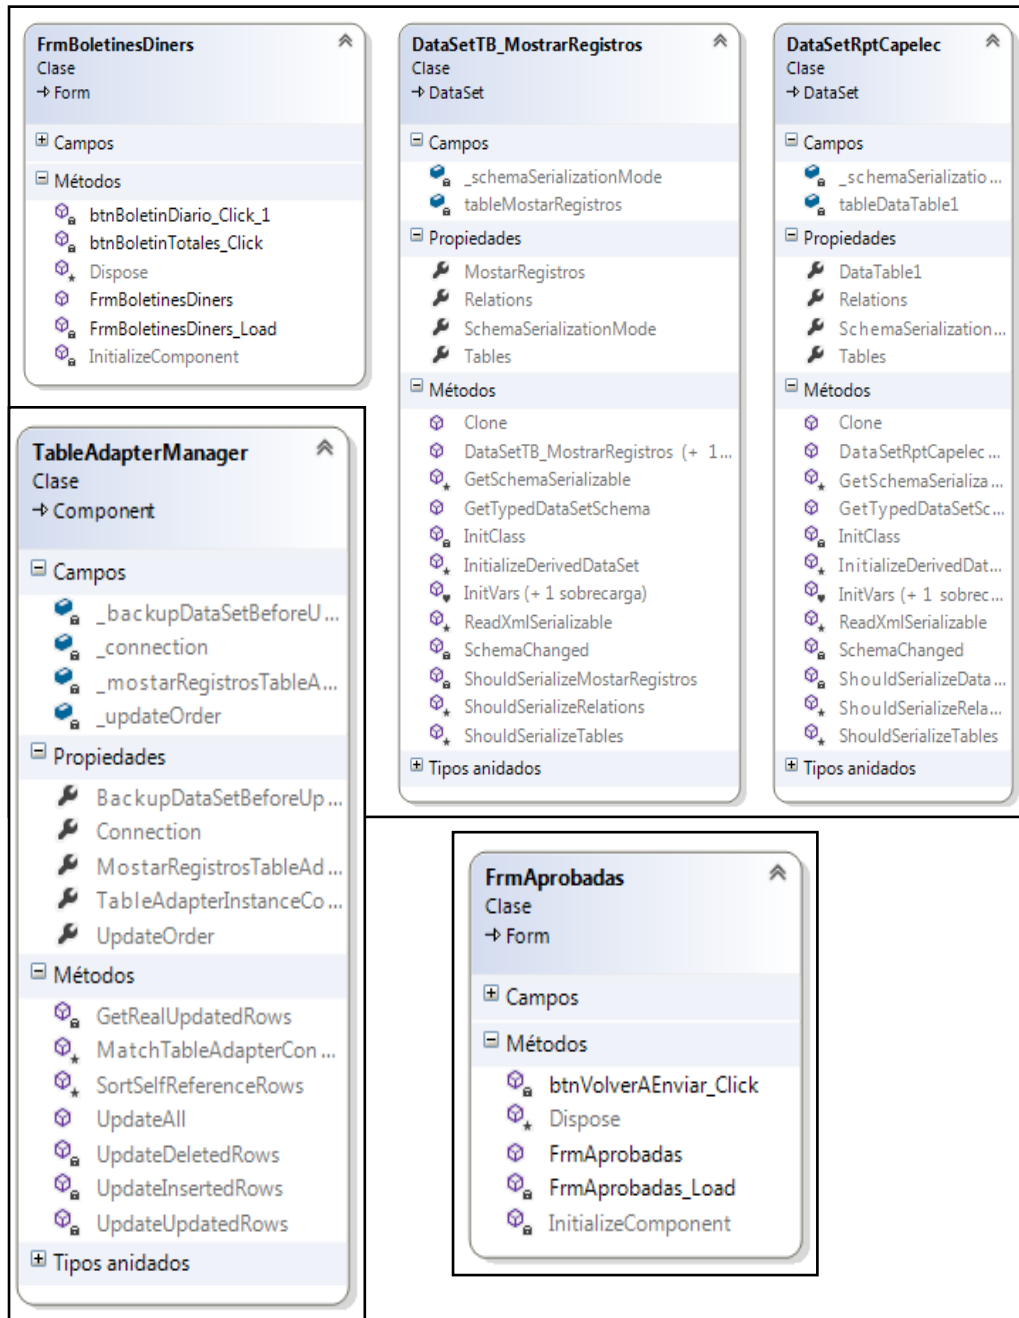 FrmBoletinesDiners
Clase
Form
Campos
Métodos
btnBoletinDiario_Click_1
btnBoletinTotales_Click
Dispose
FrmBoletinesDiners
FrmBoletinesDiners_Load
InitializeComponent
DataSetTB_MostrarRegistros
Clase
DataSet
Campos
_schemaSerializationMode
tableMostarRegistros
Propiedades
MostarRegistros
Relations
SchemaSerializationMode
Tables
Métodos
Clone
DataSetTB_MostrarRegistros (+ 1...
GetSchemaSerializable
GetTypedDataSetSchema
InitClass
InitializeDerivedDataSet
InitVars (+ 1 sobrecarga)
ReadXmlSerializable
SchemaChanged
ShouldSerializeMostarRegistros
ShouldSerializeRelations
ShouldSerializeTables
Tipos anidados
DataSetRptCapelec
Clase
DataSet
Campos
_schemaSerializatio...
tableDataTable1
Propiedades
DataTable1
Relations
SchemaSerialization...
Tables
Métodos
Clone
DataSetRptCapelec...
GetSchemaSerializa...
GetTypedDataSetSc...
InitClass
InitializeDerivedDat...
InitVars (+ 1 sobrec...
ReadXmlSerializable
SchemaChanged
ShouldSerializeData...
ShouldSerializeRela...
ShouldSerializeTables
Tipos anidados
TableAdapterManager
Clase
Component
Campos
_backupDataSetBeforeU...
_connection
_mostarRegistrosTableA...
_updateOrder
Propiedades
BackupDataSetBeforeUp...
Connection
MostarRegistrosTableAd...
TableAdapterInstanceCo...
UpdateOrder
Métodos
GetRealUpdatedRows
MatchTableAdapterCon...
SortSelfReferenceRows
UpdateAll
UpdateDeletedRows
UpdateInsertedRows
UpdateUpdatedRows
Tipos anidados
FrmAprobadas
Clase
Form
Campos
Métodos
btnVolverAEnviar_Click
Dispose
FrmAprobadas
FrmAprobadas_Load
InitializeComponent